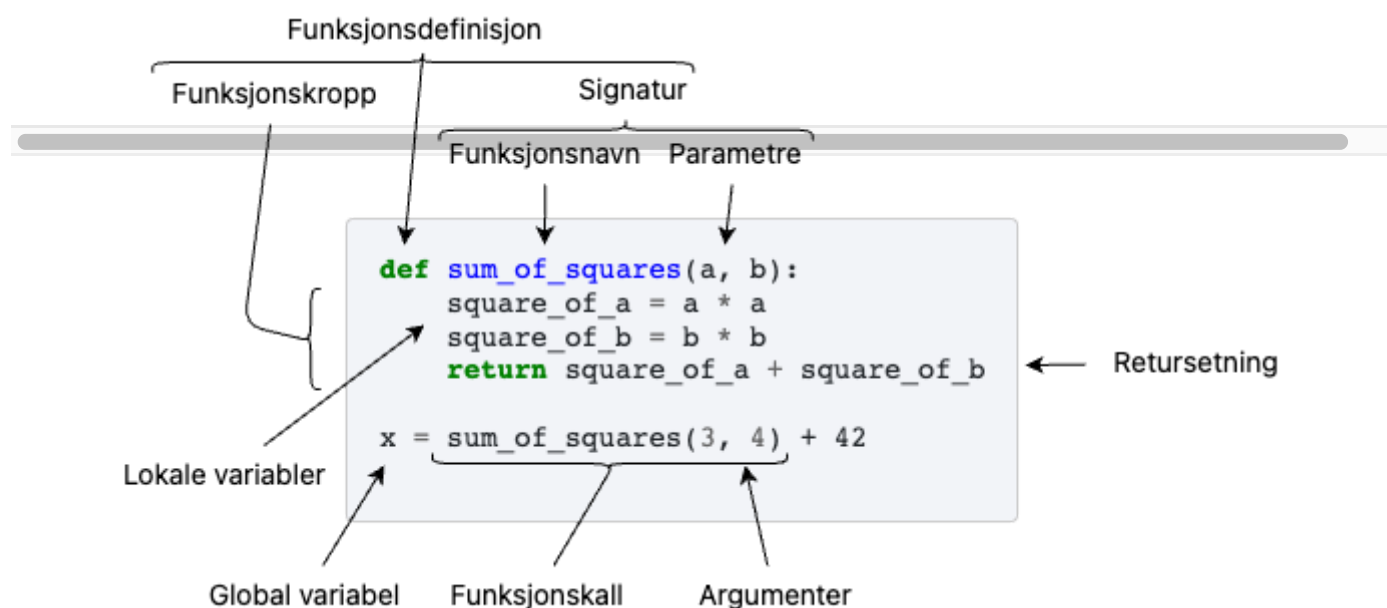 Funksjonsdefinisjon
Funksjonskropp Signatur
Funksjonsnavn Parametre
def sum_of_squares(a, b):
square_of_a = a * a
square_of_b = b * b
return square_of_a + square_of_b
Retursetning
x = sum_of_squares(3, 4) + 42
Lokale variabler
Global variabel Funksjonskall Argumenter